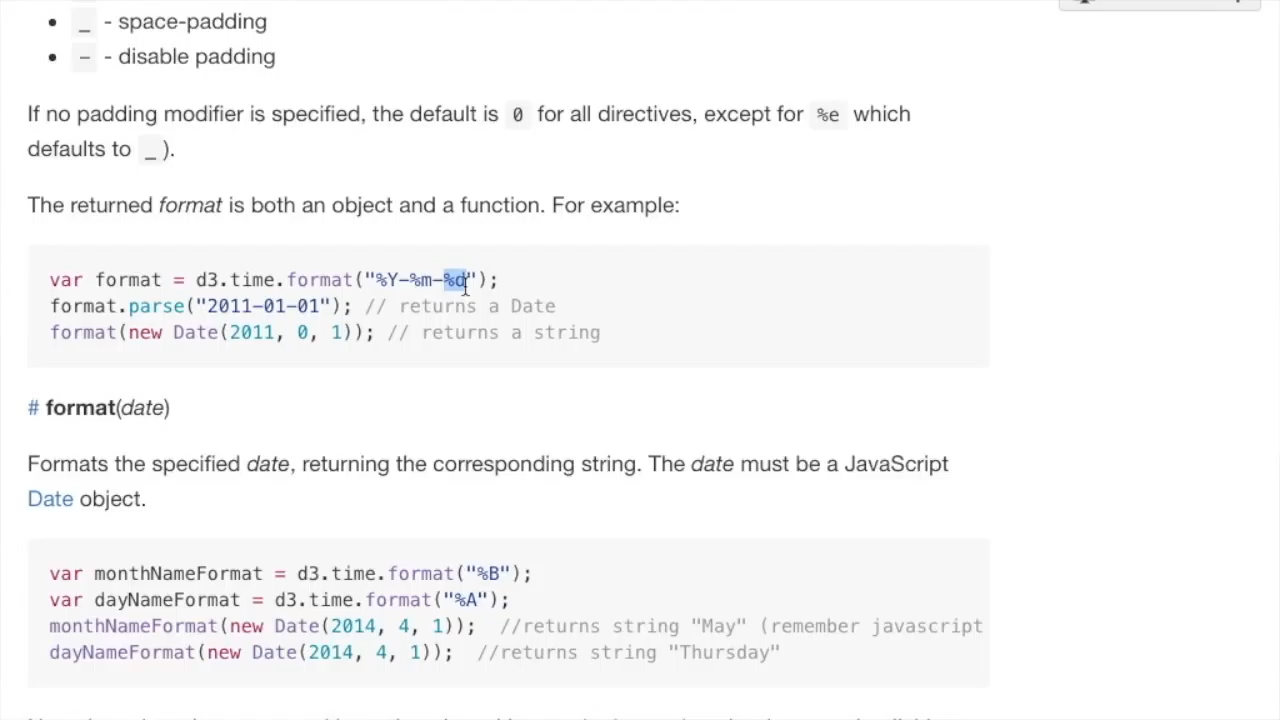 _ - space-padding
- - disable padding
If no padding modifier is specified, the default is 0 for all directives, except for %e which
defaults to _ ).
The returned format is both an object and a function. For example:
var format = d3.time.format("%Y-%m-%d");
format.parse("2011-01-01"); // returns a Date
format(new Date(2011, 0, 1)); // returns a string
# format(date)
Formats the specified date, returning the corresponding string. The date must be a JavaScript
Date object.
var monthNameFormat = d3.time.format("%B");
var dayNameFormat = d3.time.format("%A");
monthNameFormat(new Date(2014, 4, 1));  //returns string "May" (remember javascript
dayNameFormat(new Date(2014, 4, 1));  //returns string "Thursday"